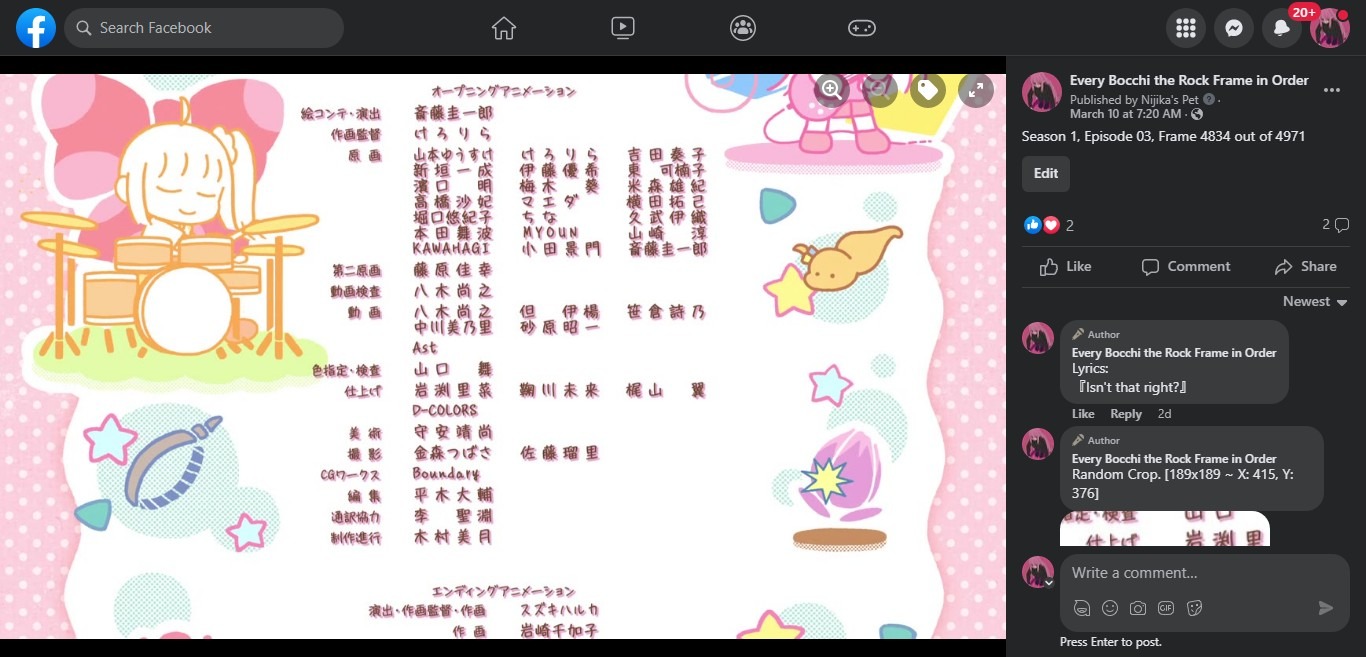 Search Facebook
20+
オープニングアニメーション
絵コンテ・演出 斎藤圭一郎
作画監督 けろりら
原画 山本ゆうすけ けろりら 吉田奏子
新垣一成 伊藤優希 東 可楠子
濱口 明 梅木 葵 米森雄紀
高橋沙妃 マエダ 横田拓己
堀口悠紀子 ちな 久武伊織
本田舞波 MYOUN 山崎 淳
KAWAHAGI 小田景門 斎藤圭一郎
第二原画 藤原佳幸
動画検査 八木尚之
動画 八木尚之 但 伊楊 笹倉詩乃
中川美乃里 砂原昭一
Ast
色指定・検査 山口 舞
仕上げ 岩渕里菜 鞠川未来 梶山 翼
D-COLORS
美術 守安靖尚
撮影 金森つばさ 佐藤瑠里
CGワークス Boundary
編集 平木大輔
通訳協力 李 聖淵
制作進行 木村美月
エンディングアニメーション
演出・作画監督・作画 スズキハルカ
作画 岩崎千加子
Every Bocchi the Rock Frame in Order
Published by Nijika's Pet ·
March 10 at 7:20 AM ·
Season 1, Episode 03, Frame 4834 out of 4971
Edit
2
2
Like Comment Share
Newest
Author
Every Bocchi the Rock Frame in Order
Lyrics:
『Isn't that right?』
Like Reply 2d
Author
Every Bocchi the Rock Frame in Order
Random Crop. [189x189 ~ X: 415, Y:
376]
指定・検査 山口
仕上げ 岩渕里
Write a comment...
GIF
Press Enter to post.